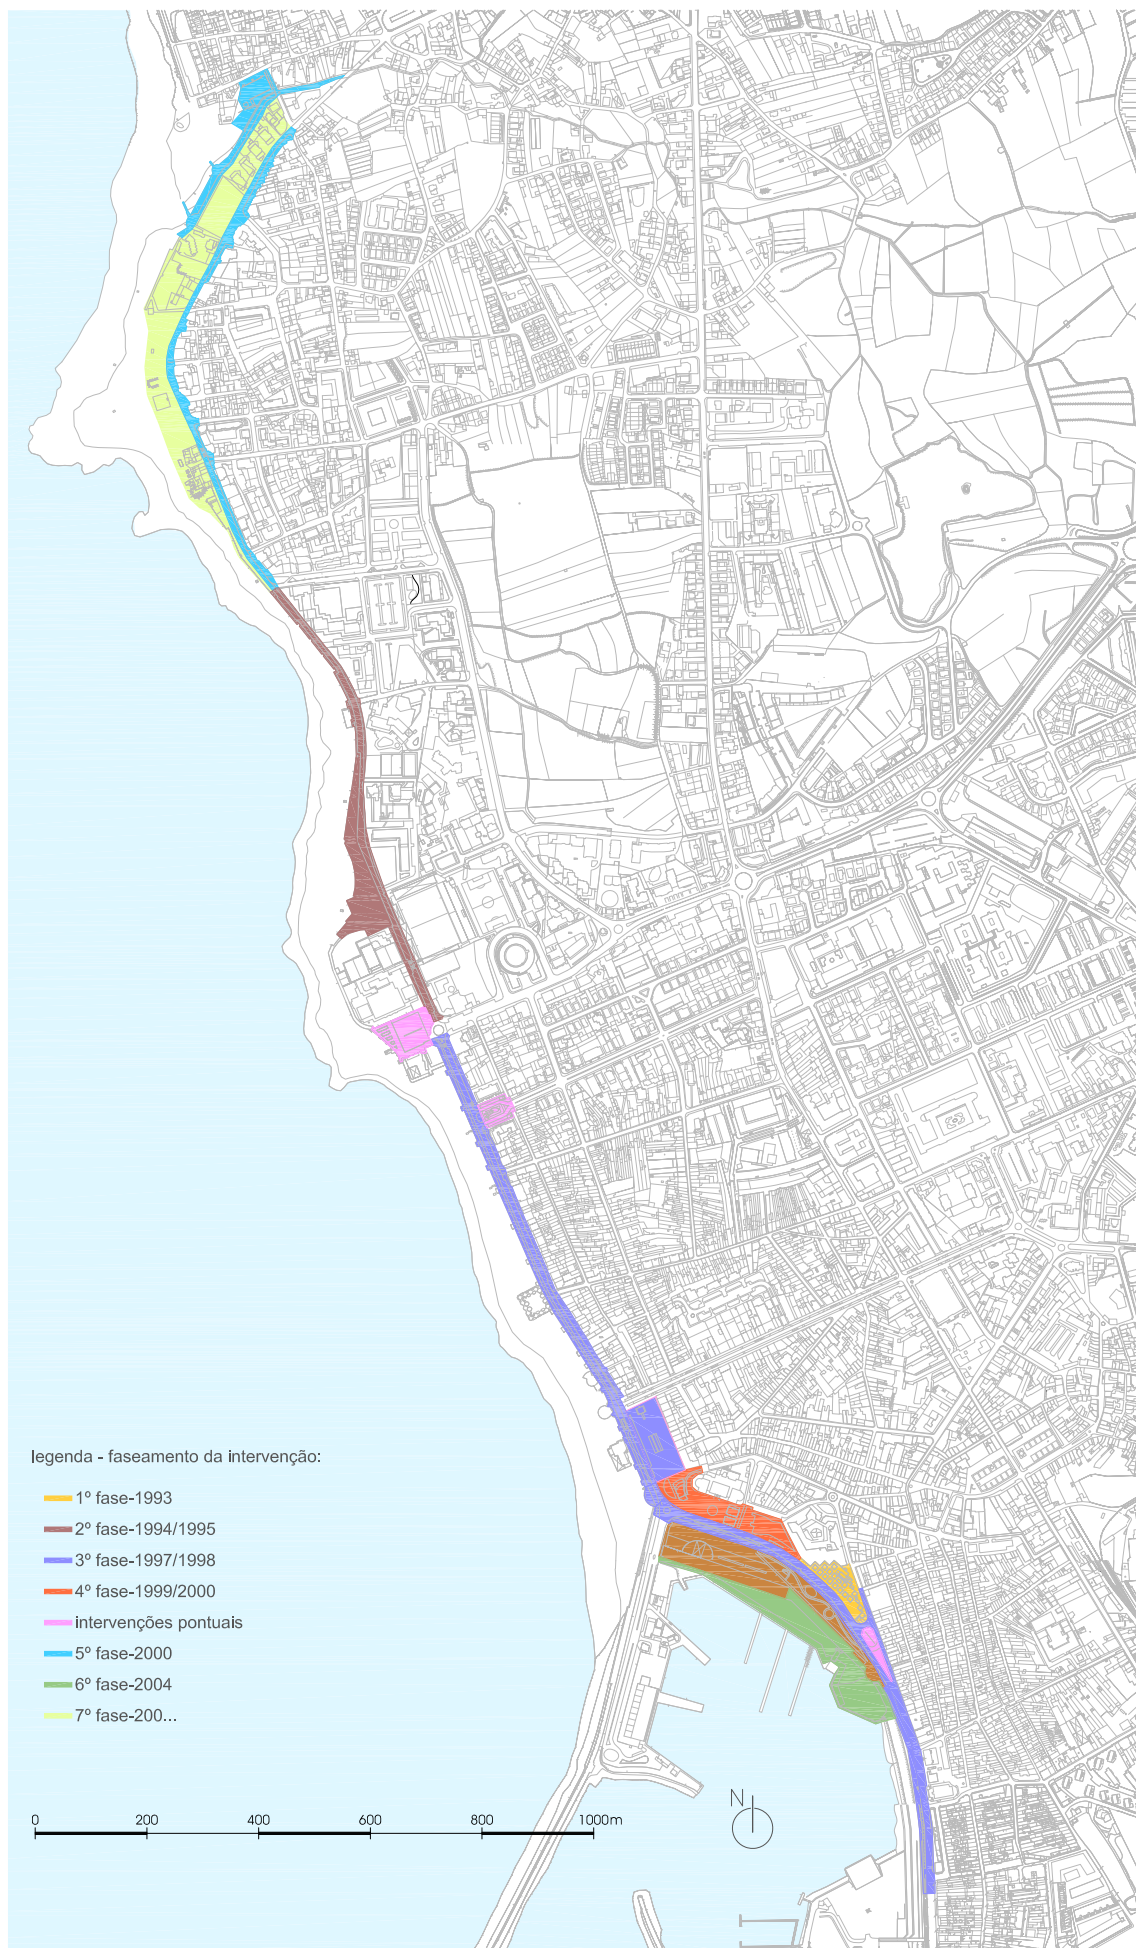 legenda - faseamento da intervenção:
1º fase-1993
2º fase-1994/1995
3º fase-1997/1998
4º fase-1999/2000
intervenções pontuais
5º fase-2000
6º fase-2004
7º fase-200...
0 200 400 600 800 1000m
N